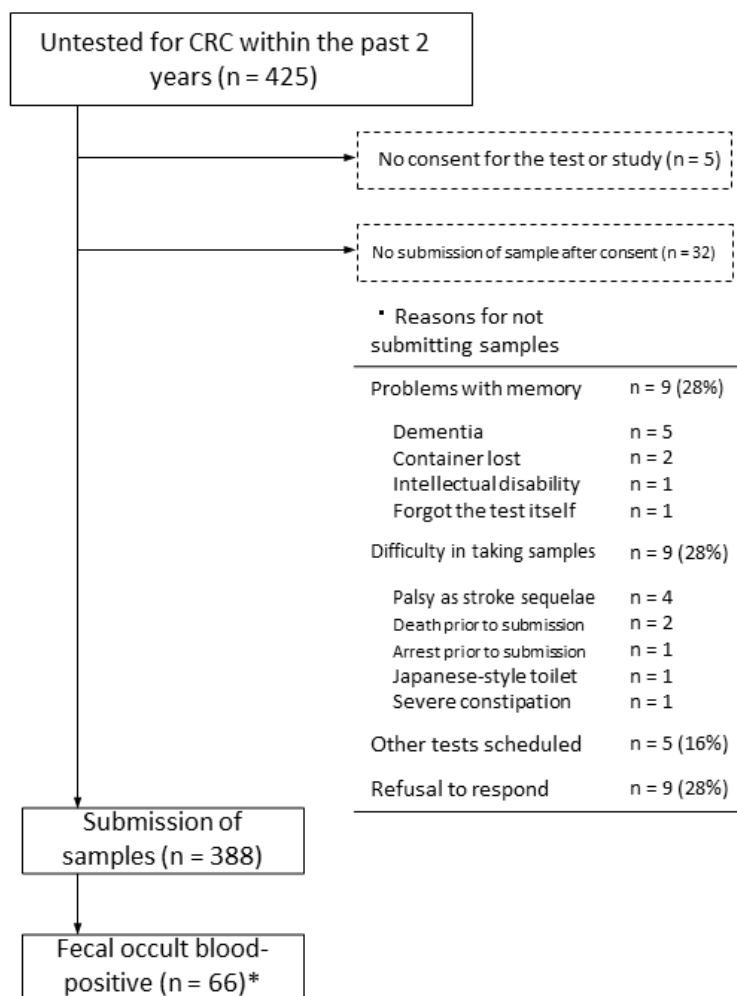 Untested for CRC within the past 2
years (n = 425)
No consent for the test or study (n = 5)
No submission of sample after consent (n = 32)
▪ Reasons for not
submitting samples
Problems with memory n = 9 (28%)
Dementia n = 5
Container lost n = 2
Intellectual disability n = 1
Forgot the test itself n = 1
Difficulty in taking samples n = 9 (28%)
Palsy as stroke sequelae n = 4
Death prior to submission n = 2
Arrest prior to submission n = 1
Japanese-style toilet n = 1
Severe constipation n = 1
Other tests scheduled n = 5 (16%)
Refusal to respond n = 9 (28%)
Submission of
samples (n = 388)
Fecal occult blood-
positive (n = 66)*